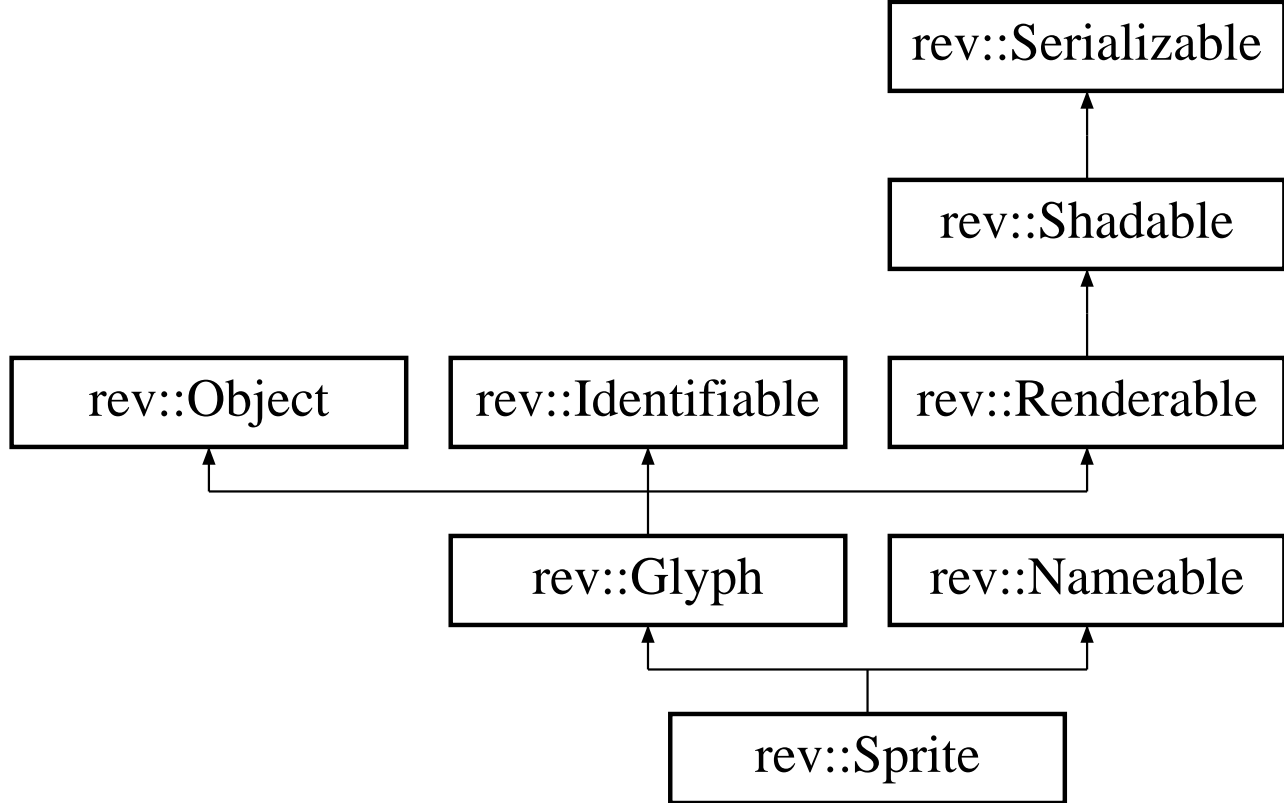 rev::Serializable
rev::Shadable
rev::Object
rev::Identifiable
rev::Renderable
rev::Glyph
rev::Nameable
rev::Sprite